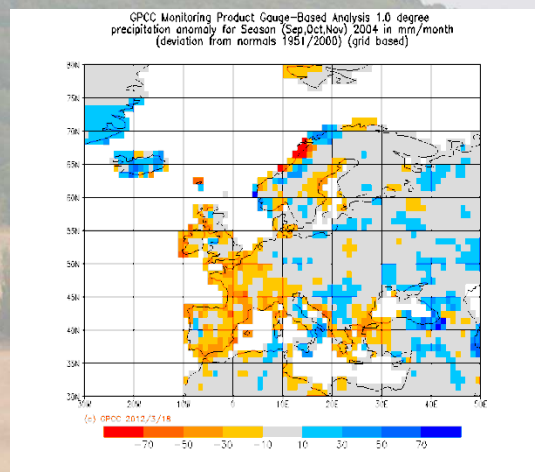 GPCC Monitoring Product Gauge-Based Analysis 1.0 degree
precipitation anomaly for Season (Sep,Oct,Nov) 2004 in mm/month
(deviation from normals 1951/2000) (grid based)
80N
75N
70N
65N
60N
55N
50N
45N
40N
35N
30N
30W 20W 10W 0 10E 20E 30E 40E 50E
(c) GPCC 2012/3/18
-70 -50 -30 -10 10 30 50 70